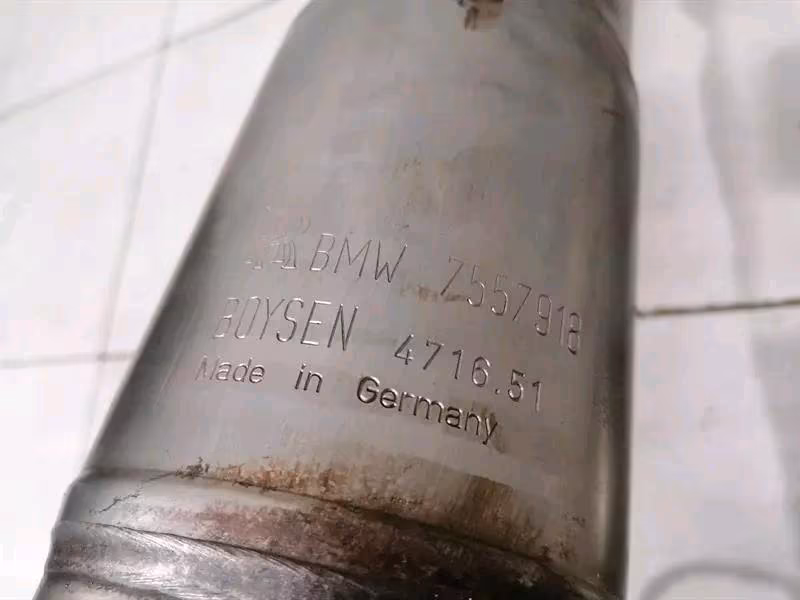 BMW 7557918
BOYSEN 4716.51
Made in Germany